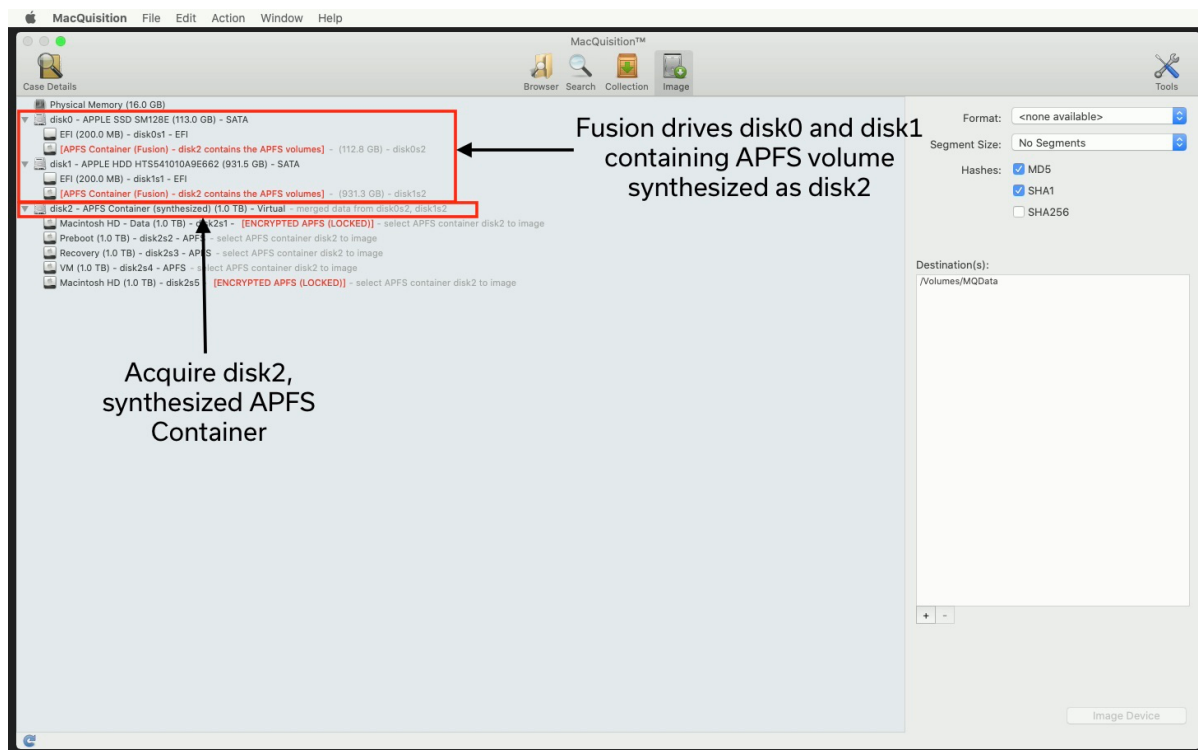 MacQuisition File Edit Action Window Help
MacQuisition™
Case Details
Browser Search Collection Image
Tools
Physical Memory (16.0 GB)
disk0 - APPLE SSD SM128E (113.0 GB) - SATA
EFI (200.0 MB) - disk0s1 - EFI
[APFS Container (Fusion) - disk2 contains the APFS volumes] - (112.8 GB) - disk0s2
disk1 - APPLE HDD HTS541010A9E662 (931.5 GB) - SATA
EFI (200.0 MB) - disk1s1 - EFI
[APFS Container (Fusion) - disk2 contains the APFS volumes] - (931.3 GB) - disk1s2
disk2 - APFS Container (synthesized) (1.0 TB) - Virtual - merged data from disk0s2, disk1s2
Macintosh HD - Data (1.0 TB) - disk2s1 - [ENCRYPTED APFS (LOCKED)] - select APFS container disk2 to image
Preboot (1.0 TB) - disk2s2 - APFS - select APFS container disk2 to image
Recovery (1.0 TB) - disk2s3 - APFS - select APFS container disk2 to image
VM (1.0 TB) - disk2s4 - APFS - select APFS container disk2 to image
Macintosh HD (1.0 TB) - disk2s5 - [ENCRYPTED APFS (LOCKED)] - select APFS container disk2 to image
Fusion drives disk0 and disk1
containing APFS volume
synthesized as disk2
Acquire disk2,
synthesized APFS
Container
Format: <none available>
Segment Size: No Segments
Hashes: MD5
SHA1
SHA256
Destination(s):
/Volumes/MQData
+ -
Image Device